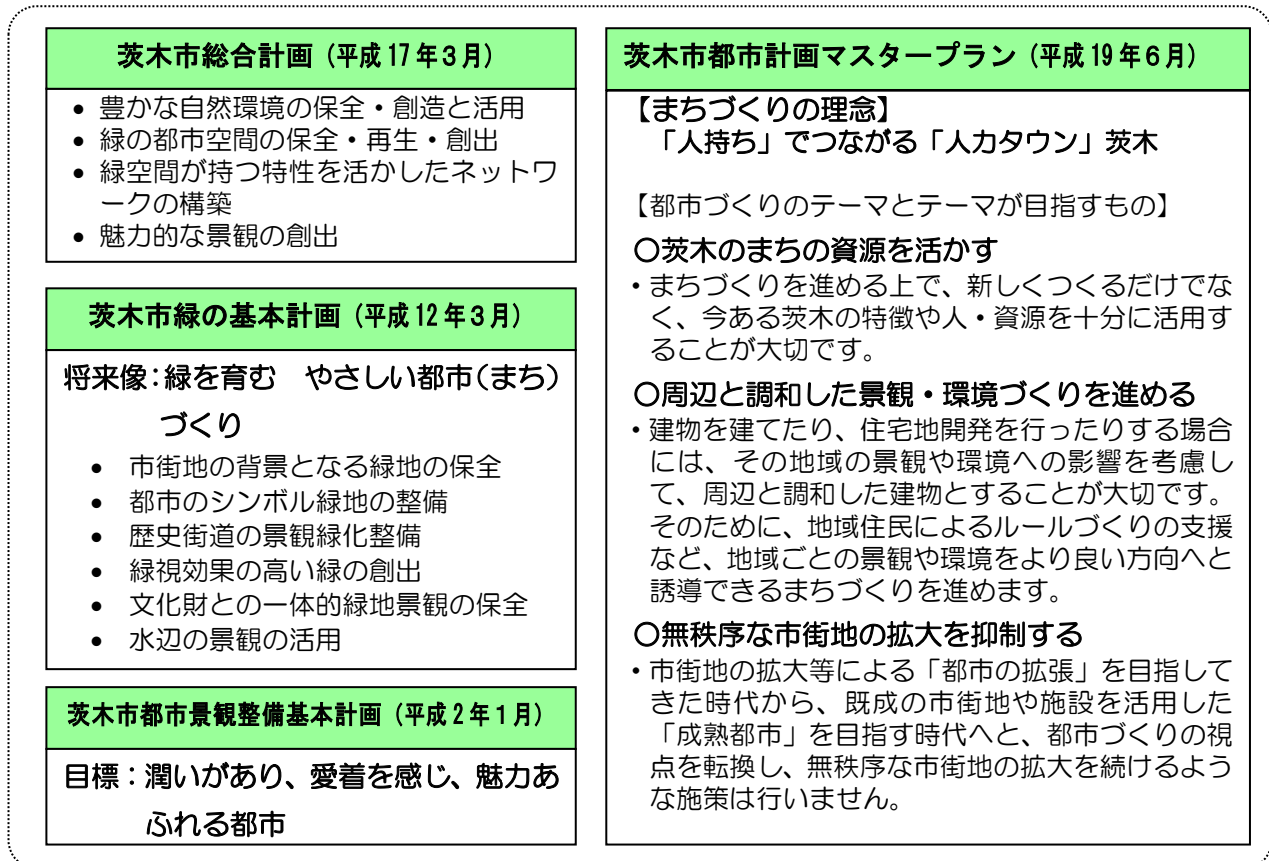 茨木市総合計画(平成17年3月)
• 豊かな自然環境の保全・創造と活用
• 緑の都市空間の保全・再生・創出
• 緑空間が持つ特性を活かしたネットワ
ークの構築
• 魅力的な景観の創出
茨木市緑の基本計画(平成12年3月)
将来像:緑を育む やさしい都市(まち)
づくり
• 市街地の背景となる緑地の保全
• 都市のシンボル緑地の整備
• 歴史街道の景観緑化整備
• 緑視効果の高い緑の創出
• 文化財との一体的緑地景観の保全
• 水辺の景観の活用
茨木市都市景観整備基本計画(平成2年1月)
目標:潤いがあり、愛着を感じ、魅力あ
ふれる都市
茨木市都市計画マスタープラン(平成19年6月)
【まちづくりの理念】
「人持ち」でつながる「人力タウン」茨木
【都市づくりのテーマとテーマが目指すもの】
○茨木のまちの資源を活かす
・まちづくりを進める上で、新しくつくるだけでな
く、今ある茨木の特徴や人・資源を十分に活用す
ることが大切です。
○周辺と調和した景観・環境づくりを進める
・建物を建てたり、住宅地開発を行ったりする場合
には、その地域の景観や環境への影響を考慮し
て、周辺と調和した建物とすることが大切です。
そのために、地域住民によるルールづくりの支援
など、地域ごとの景観や環境をより良い方向へと
誘導できるまちづくりを進めます。
○無秩序な市街地の拡大を抑制する
・市街地の拡大等による「都市の拡張」を目指して
きた時代から、既成の市街地や施設を活用した
「成熟都市」を目指す時代へと、都市づくりの視
点を転換し、無秩序な市街地の拡大を続けるよう
な施策は行いません。